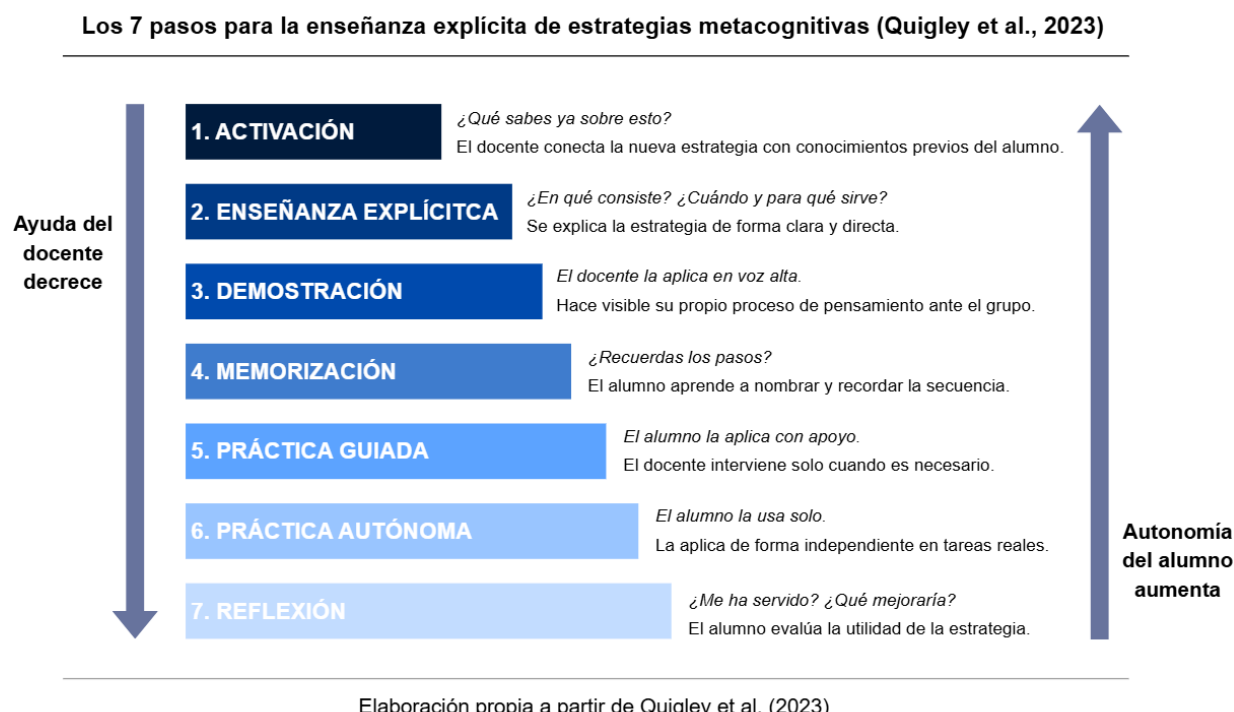 Los 7 pasos para la enseñanza explícita de estrategias metacognitivas (Quigley et al., 2023)
Ayuda del
docente
decrece
1. ACTIVACIÓN
¿Qué sabes ya sobre esto?
El docente conecta la nueva estrategia con conocimientos previos del alumno.
2. ENSEÑANZA EXPLÍCITCA
¿En qué consiste? ¿Cuándo y para qué sirve?
Se explica la estrategia de forma clara y directa.
3. DEMOSTRACIÓN
El docente la aplica en voz alta.
Hace visible su propio proceso de pensamiento ante el grupo.
4. MEMORIZACIÓN
¿Recuerdas los pasos?
El alumno aprende a nombrar y recordar la secuencia.
5. PRÁCTICA GUIADA
El alumno la aplica con apoyo.
El docente interviene solo cuando es necesario.
6. PRÁCTICA AUTÓNOMA
El alumno la usa solo.
La aplica de forma independiente en tareas reales.
7. REFLEXIÓN
¿Me ha servido? ¿Qué mejoraría?
El alumno evalúa la utilidad de la estrategia.
Autonomía
del alumno
aumenta
Elaboración propia a partir de Quigley et al. (2023)